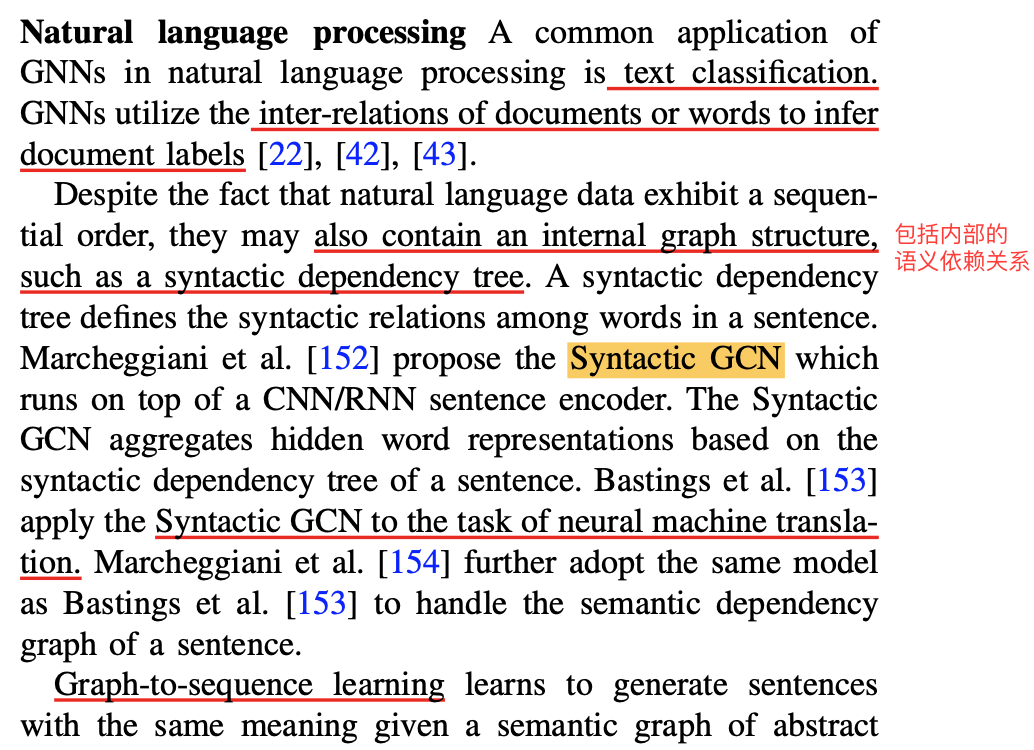 Natural language processing A common application of
GNNs in natural language processing is text classification.
GNNs utilize the inter-relations of documents or words to infer
document labels [22], [42], [43].
Despite the fact that natural language data exhibit a sequen-
tial order, they may also contain an internal graph structure,
such as a syntactic dependency tree. A syntactic dependency
tree defines the syntactic relations among words in a sentence.
Marcheggiani et al. [152] propose the Syntactic GCN which
runs on top of a CNN/RNN sentence encoder. The Syntactic
GCN aggregates hidden word representations based on the
syntactic dependency tree of a sentence. Bastings et al. [153]
apply the Syntactic GCN to the task of neural machine transla-
tion. Marcheggiani et al. [154] further adopt the same model
as Bastings et al. [153] to handle the semantic dependency
graph of a sentence.
Graph-to-sequence learning learns to generate sentences
with the same meaning given a semantic graph of abstract
包括内部的
语义依赖关系